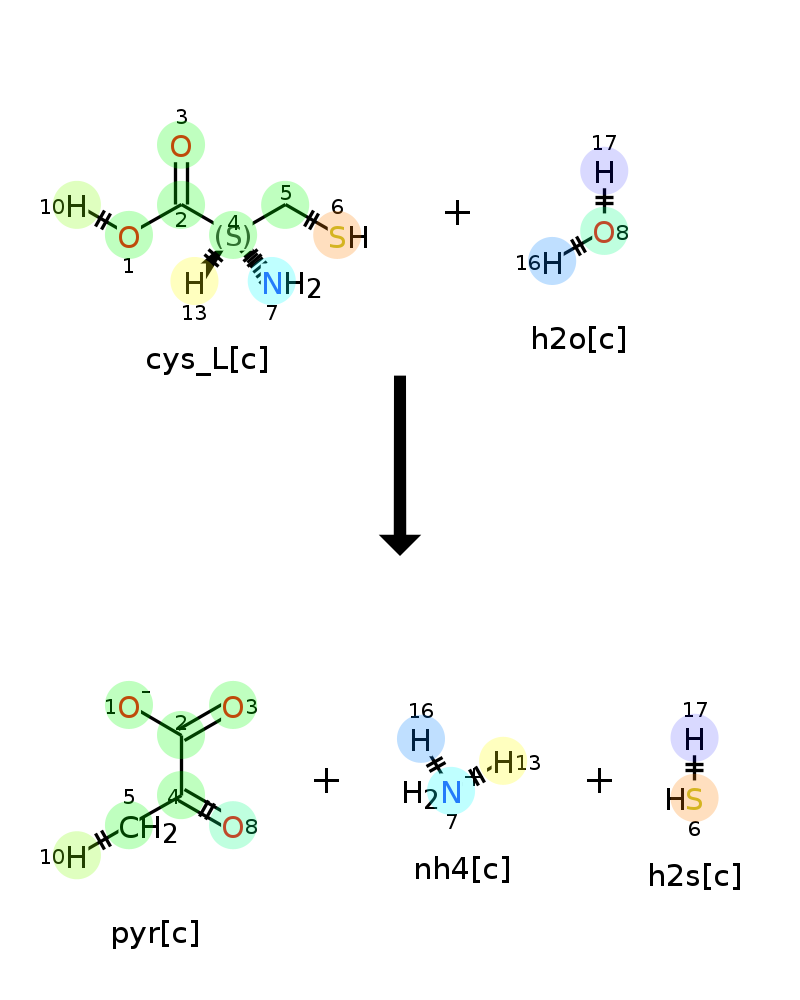 3
O
10H
O
1
2
4
(S)
5
6
SH
H
13
NH2
7
cys_L[c]
+
17
H
O8
16H
h2o[c]
1O-
2
O3
5
4
CH2
O8
10H
pyr[c]
+
16
H
H13
H2N+
7
nh4[c]
+
17
H
HS
6
h2s[c]